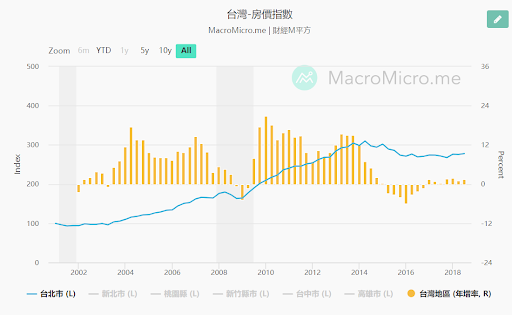 台灣-房價指數
MacroMicro.me | 財經M平方
Zoom 6m YTD 1y 5y 10y All
MacroMicro.me
500 36
400 24
300 12
200 0
100 -12
0 -24
Index
Percent
2002 2004 2006 2008 2010 2012 2014 2016 2018
台北市 (L) 新北市 (L) 桃園縣 (L) 新竹縣市 (L) 台中市 (L) 高雄市 (L) 台灣地區 (年增率, R)